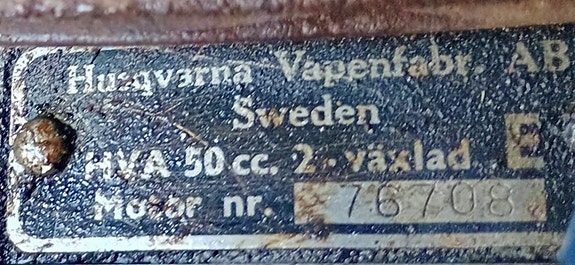 Husqvarna Vapenfabr. AB
Sweden
HVA 50 cc. 2-växlad E
Motor nr. 76708